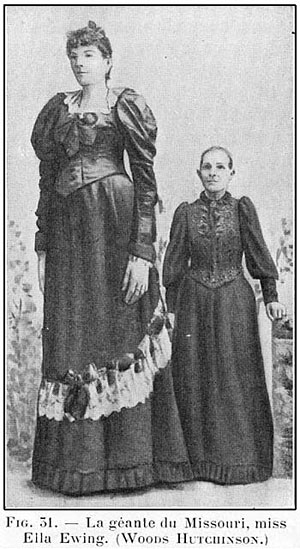 FIG. 31. — La géante du Missouri, miss
Ella Ewing. (WOODS HUTCHINSON.)